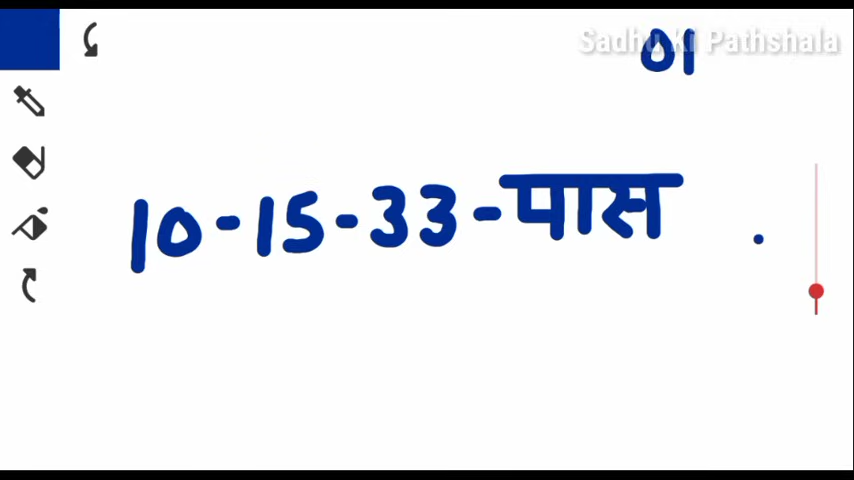 Sadhu Ki Pathshala
01
10-15-33-पास .